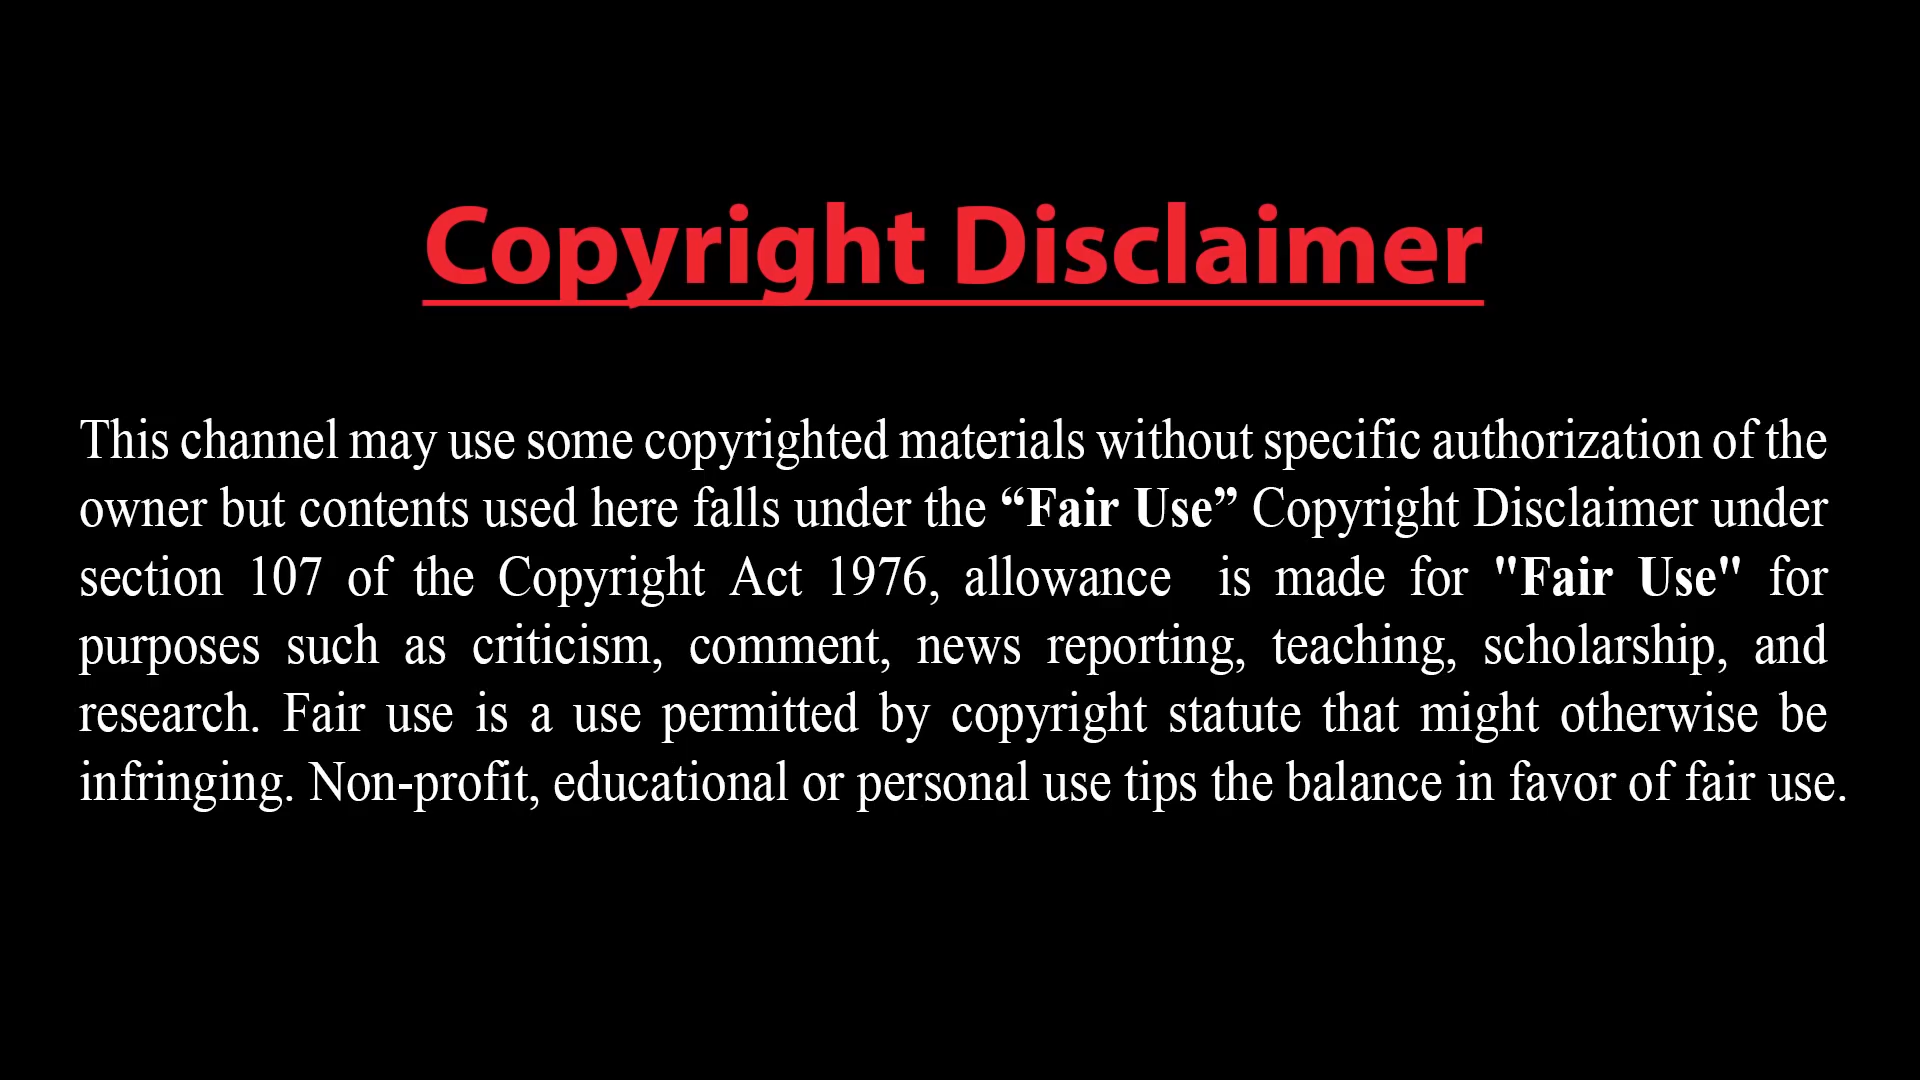 Copyright Disclaimer
This channel may use some copyrighted materials without specific authorization of the
owner but contents used here falls under the “Fair Use” Copyright Disclaimer under
section 107 of the Copyright Act 1976, allowance  is made for "Fair Use" for
purposes such as criticism, comment, news reporting, teaching, scholarship, and
research. Fair use is a use permitted by copyright statute that might otherwise be
infringing. Non-profit, educational or personal use tips the balance in favor of fair use.